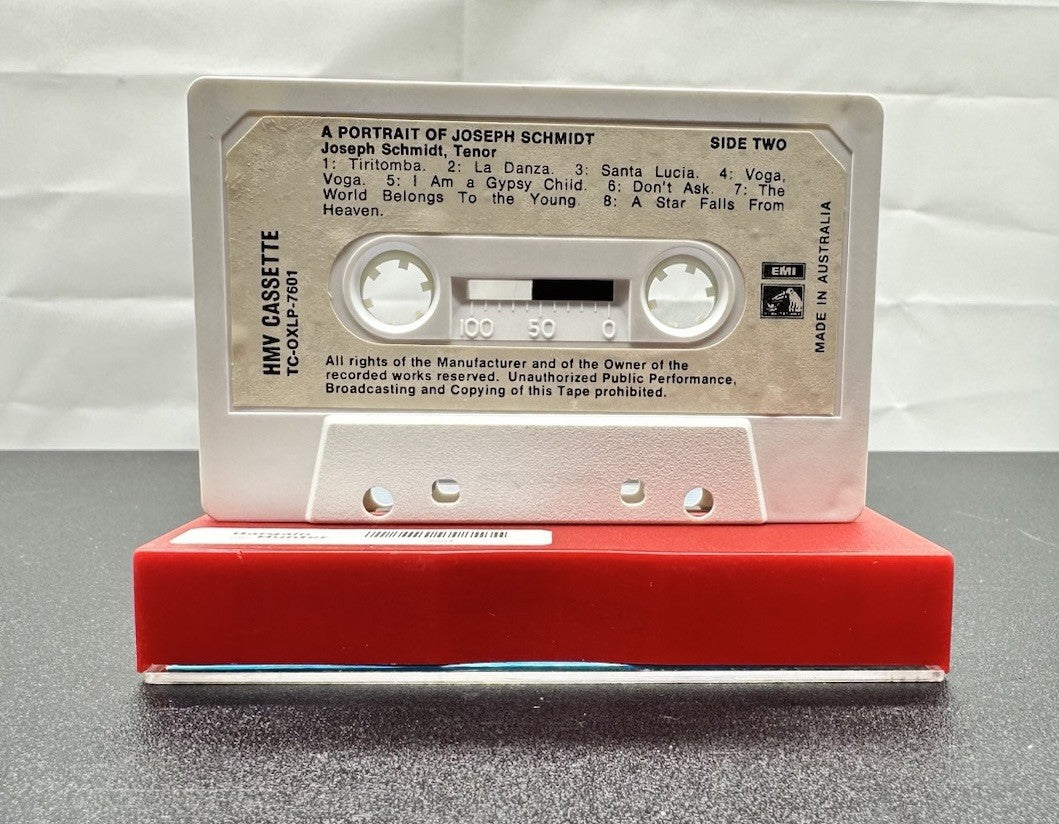 A PORTRAIT OF JOSEPH SCHMIDT
SIDE TWO
Joseph Schmidt, Tenor
1: Tiritomba. 2: La Danza. 3: Santa Lucia. 4: Voga,
Voga. 5: I Am a Gypsy Child. 6: Don't Ask. 7: The
World Belongs To the Young. 8: A Star Falls From
Heaven.
HMV CASSETTE
TC-OXLP-7601
EMI
MADE IN AUSTRALIA
100 50 0
All rights of the Manufacturer and of the Owner of the
recorded works reserved. Unauthorized Public Performance,
Broadcasting and Copying of this Tape prohibited.
Hunter